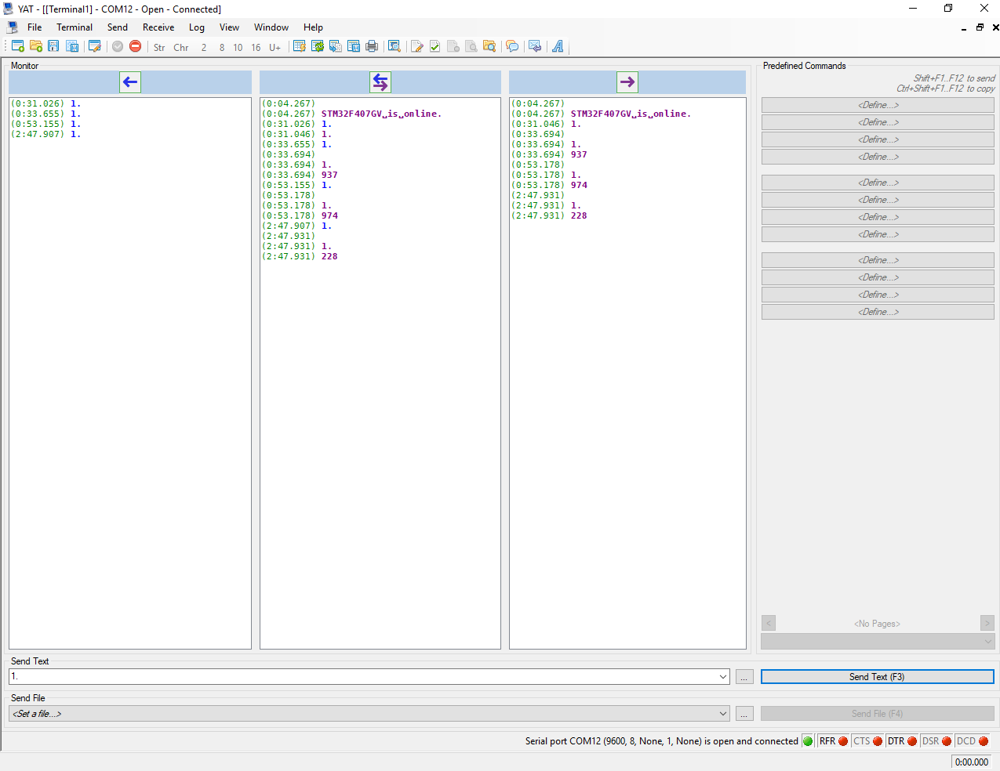 YAT - [[Terminal1] - COM12 - Open - Connected]
File Terminal Send Receive Log View Window Help
Str Chr 2 8 10 16 U+
Monitor
(0:31.026) 1.
(0:33.655) 1.
(0:53.155) 1.
(2:47.907) 1.
(0:04.267)
(0:04.267) STM32F407GV␣is␣online.
(0:31.026) 1.
(0:31.046) 1.
(0:33.655) 1.
(0:33.694)
(0:33.694) 1.
(0:33.694) 937
(0:53.155) 1.
(0:53.178)
(0:53.178) 1.
(0:53.178) 974
(2:47.907) 1.
(2:47.931)
(2:47.931) 1.
(2:47.931) 228
(0:04.267)
(0:04.267) STM32F407GV␣is␣online.
(0:31.046) 1.
(0:33.694)
(0:33.694) 1.
(0:33.694) 937
(0:53.178)
(0:53.178) 1.
(0:53.178) 974
(2:47.931)
(2:47.931) 1.
(2:47.931) 228
Predefined Commands
Shift+F1..F12 to send
Ctrl+Shift+F1..F12 to copy
<Define...>
<Define...>
<Define...>
<Define...>
<Define...>
<Define...>
<Define...>
<Define...>
<Define...>
<Define...>
<Define...>
<Define...>
< <No Pages> >
Send Text
1.
...
Send Text (F3)
Send File
<Set a file...>
...
Send File (F4)
Serial port COM12 (9600, 8, None, 1, None) is open and connected RFR CTS DTR DSR DCD
0:00.000